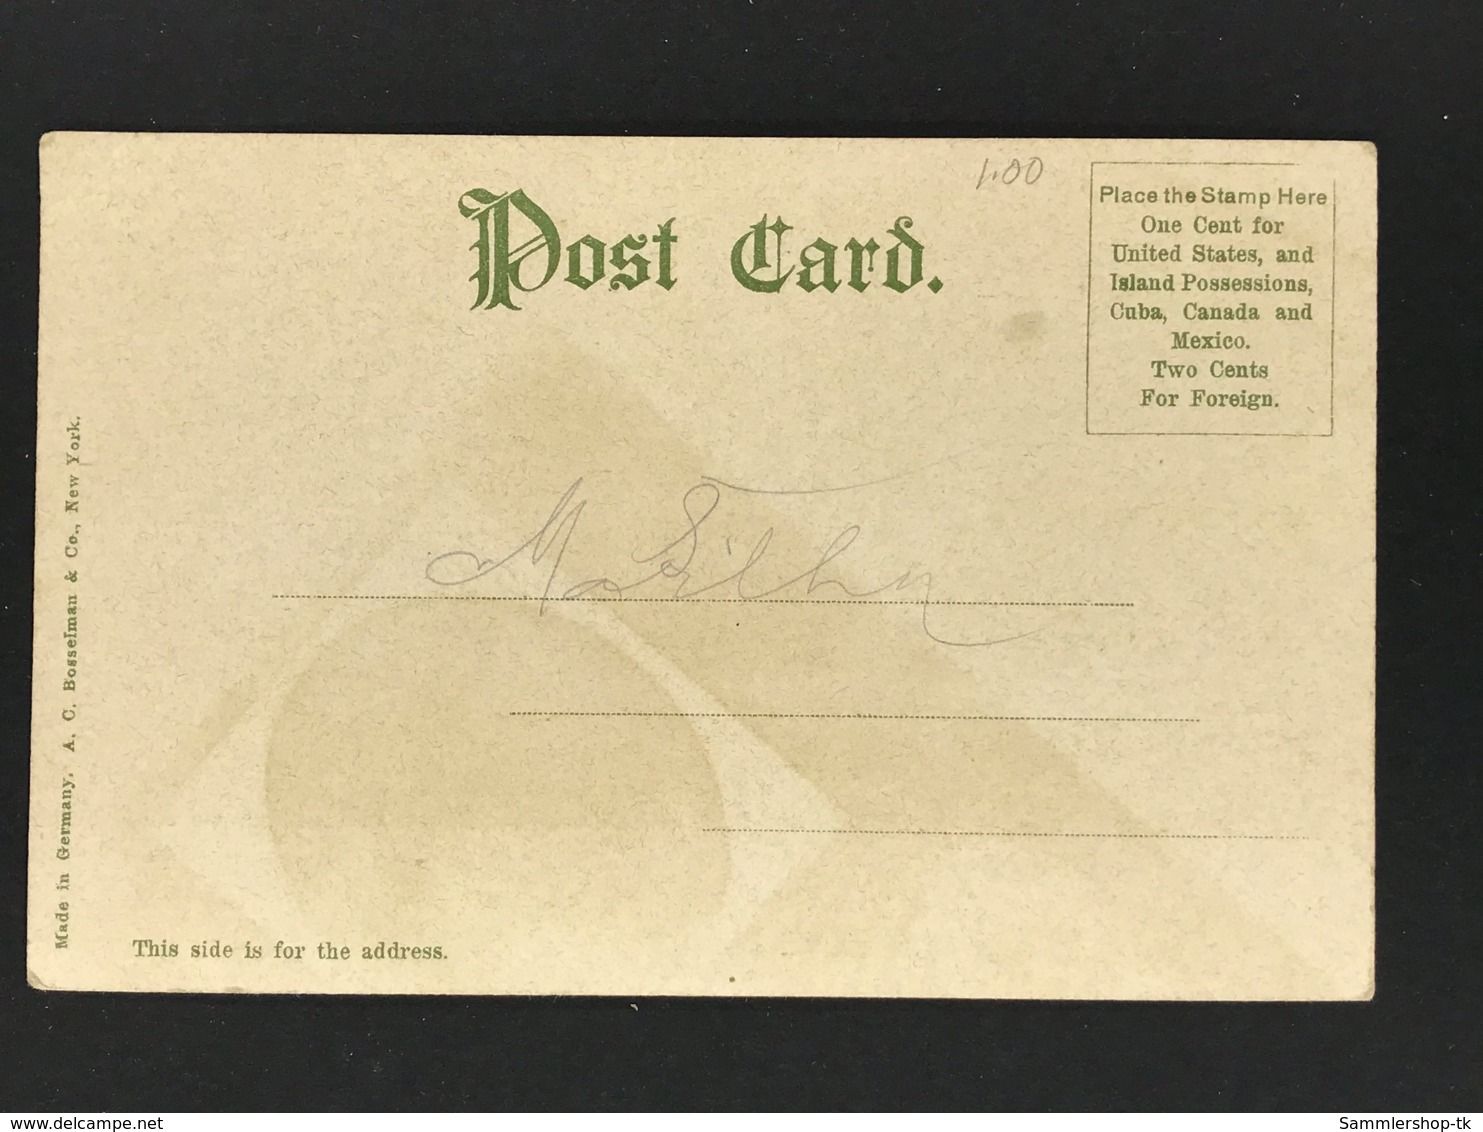 Post Card.
1.00
Place the Stamp Here
One Cent for
United States, and
Island Possessions,
Cuba, Canada and
Mexico.
Two Cents
For Foreign.
Made in Germany. A. C. Bosselman & Co., New York.
This side is for the address.
www.delcampe.net
Sammlershop-tk